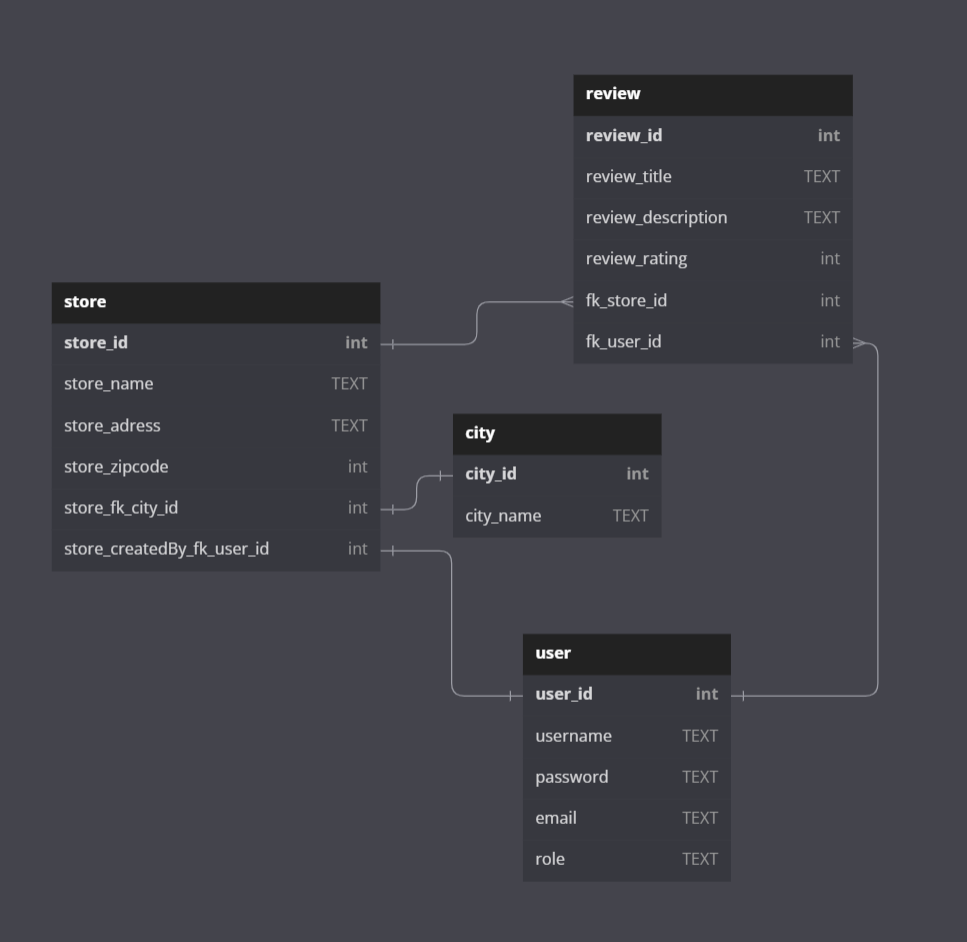 review
review_id int
review_title TEXT
review_description TEXT
review_rating int
fk_store_id int
fk_user_id int
store
store_id int
store_name TEXT
store_adress TEXT
store_zipcode int
store_fk_city_id int
store_createdBy_fk_user_id int
city
city_id int
city_name TEXT
user
user_id int
username TEXT
password TEXT
email TEXT
role TEXT